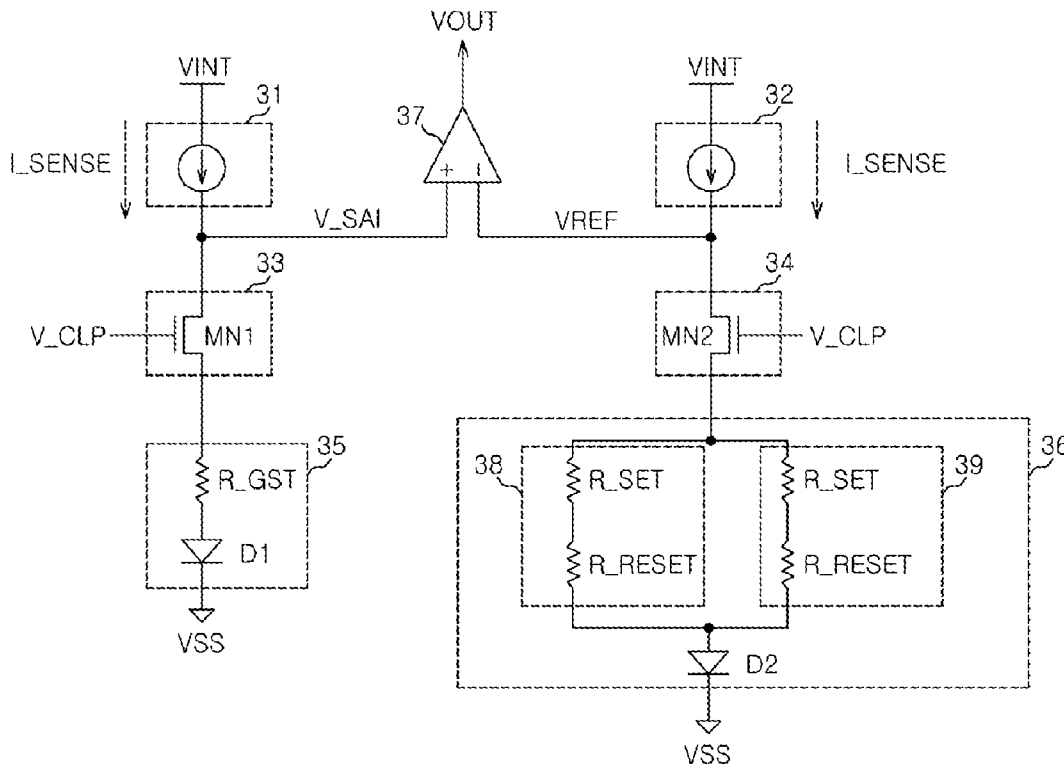 VOUT
VINT
VINT
31
32
37
I_SENSE
I_SENSE
+
−
V_SAI
VREF
33
34
V_CLP
MN1
MN2
V_CLP
35
36
38
39
R_GST
R_SET
R_SET
D1
R_RESET
R_RESET
VSS
D2
VSS